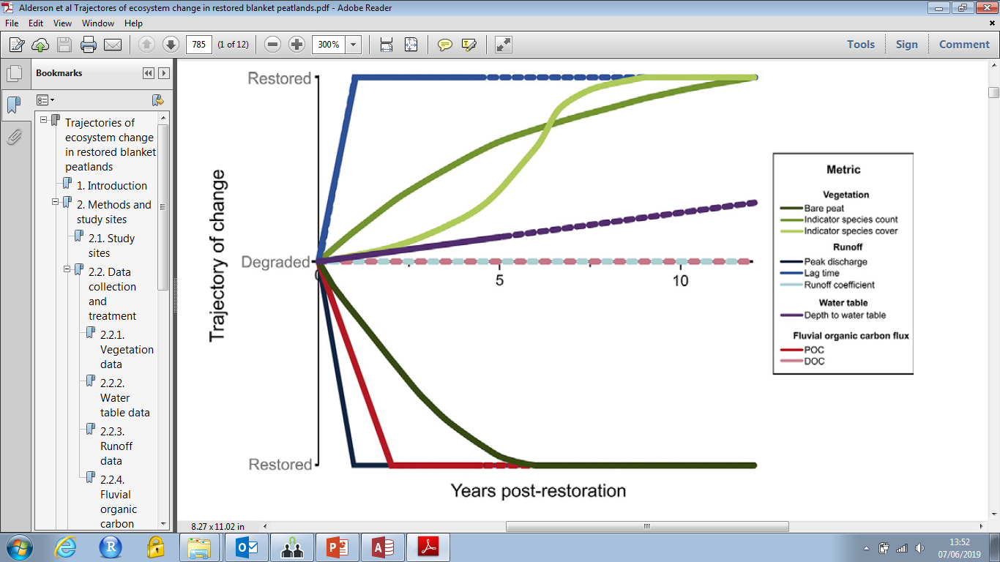 Alderson et al Trajectores of ecosystem change in restored blanket peatlands.pdf - Adobe Reader
File Edit View Window Help
785 (1 of 12) 300% Tools Sign Comment
Bookmarks
Trajectories of
ecosystem change
in restored blanket
peatlands
1. Introduction
2. Methods and
study sites
2.1. Study
sites
2.2. Data
collection
and
treatment
2.2.1.
Vegetation
data
2.2.2.
Water
table data
2.2.3.
Runoff
data
2.2.4.
Fluvial
organic
carbon
Restored
Trajectory of change
Degraded
0 5 10
Restored
Years post-restoration
Metric
Vegetation
Bare peat
Indicator species count
Indicator species cover
Runoff
Peak discharge
Lag time
Runoff coefficient
Water table
Depth to water table
Fluvial organic carbon flux
POC
DOC
8.27 x 11.02 in
13:52
07/06/2019